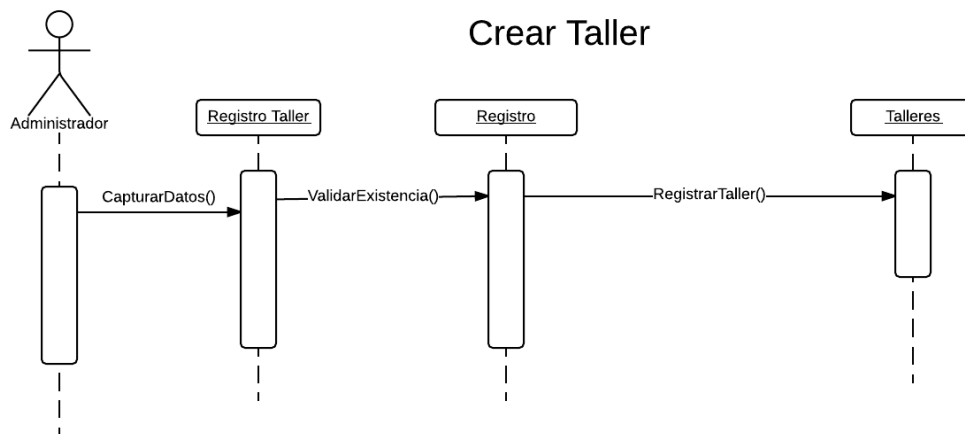 Crear Taller
Administrador
Registro Taller
Registro
Talleres
CapturarDatos()
ValidarExistencia()
RegistrarTaller()